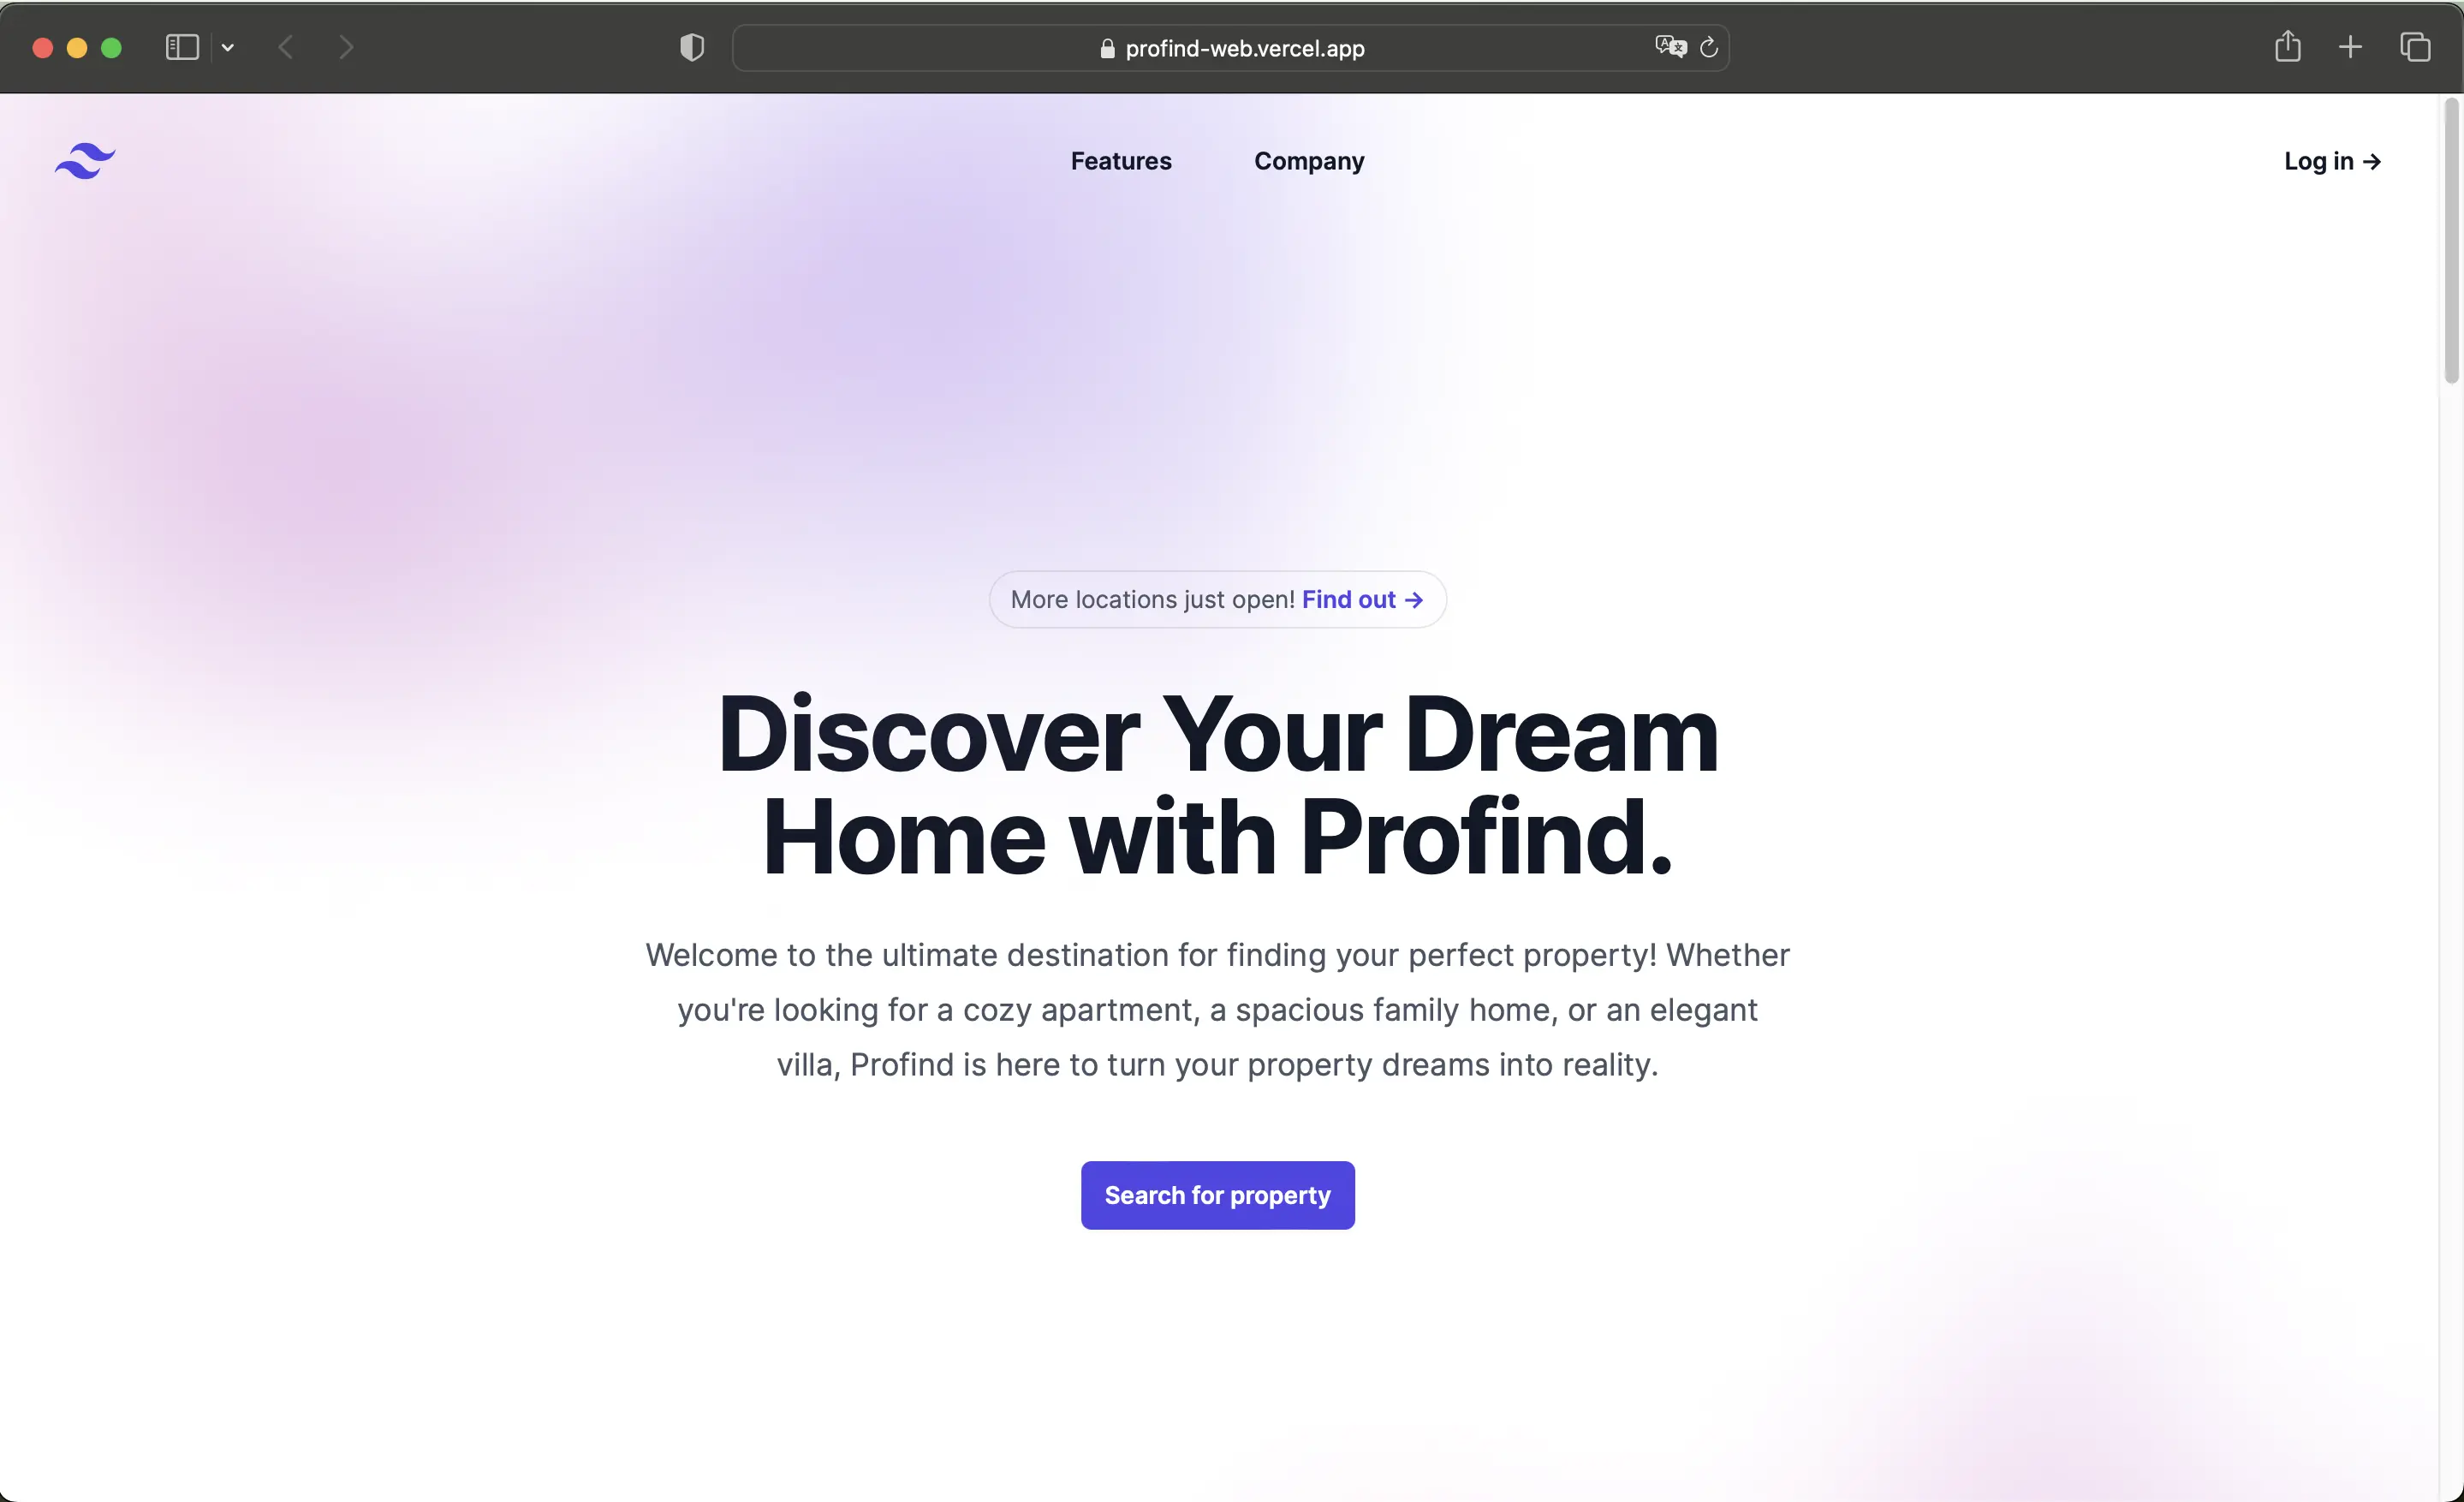 profind-web.vercel.app
Features
Company
Log in →
More locations just open! Find out →
Discover Your Dream
Home with Profind.
Welcome to the ultimate destination for finding your perfect property! Whether
you're looking for a cozy apartment, a spacious family home, or an elegant
villa, Profind is here to turn your property dreams into reality.
Search for property